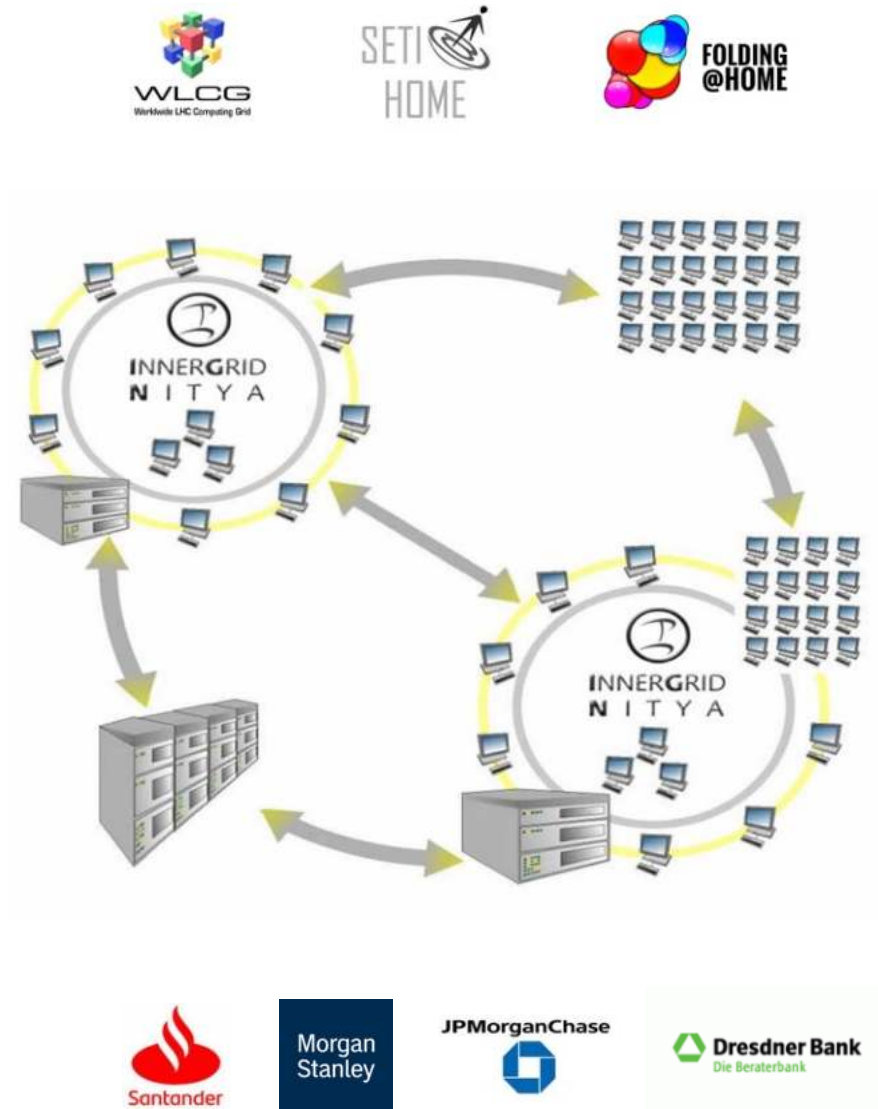 WLCG
Worldwide LHC Computing Grid
SETI
HOME
FOLDING
@HOME
INNERGRID
NITYA
INNERGRID
NITYA
Santander
Morgan
Stanley
JPMorganChase
Dresdner Bank
Die Beraterbank